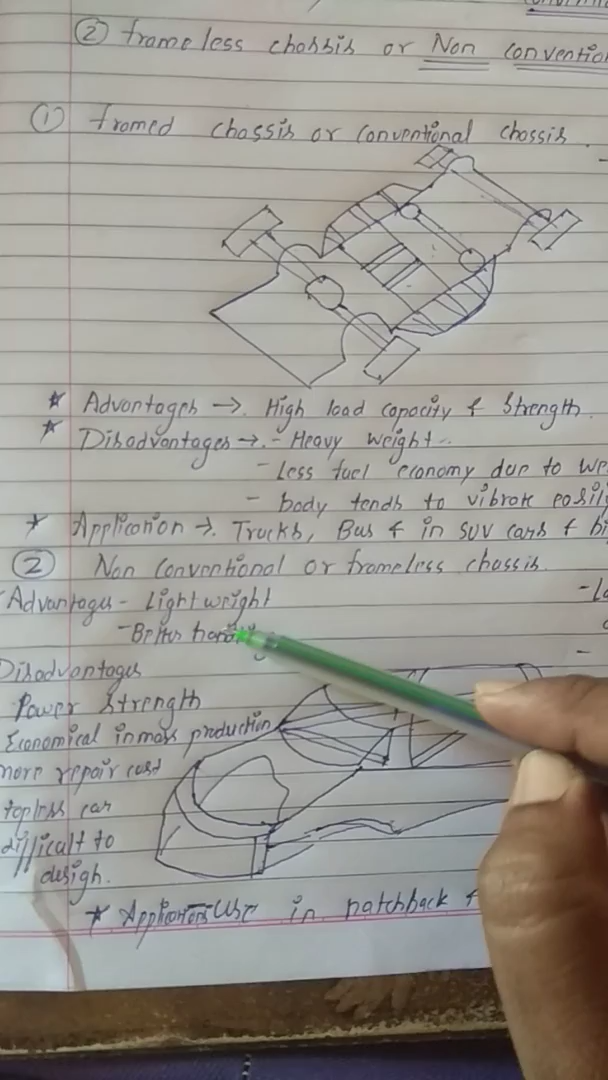 ② frameless chassis or Non
① framed chassis or conventional chassis.
* Advantages → High load capacity & Strength.
* Disadvantages → - Heavy weight -
- Less fuel economy due to
- body tends to vibrate easily
* Application → Trucks, Bus & in SUV cars &
② Non Conventional or frameless chassis.
Advantages - Light weight
- Better
Disadvantages
Power Strength
Economical in mass production
more repair cost
topless car
difficult to
design.
* Applications Use in hatchback &